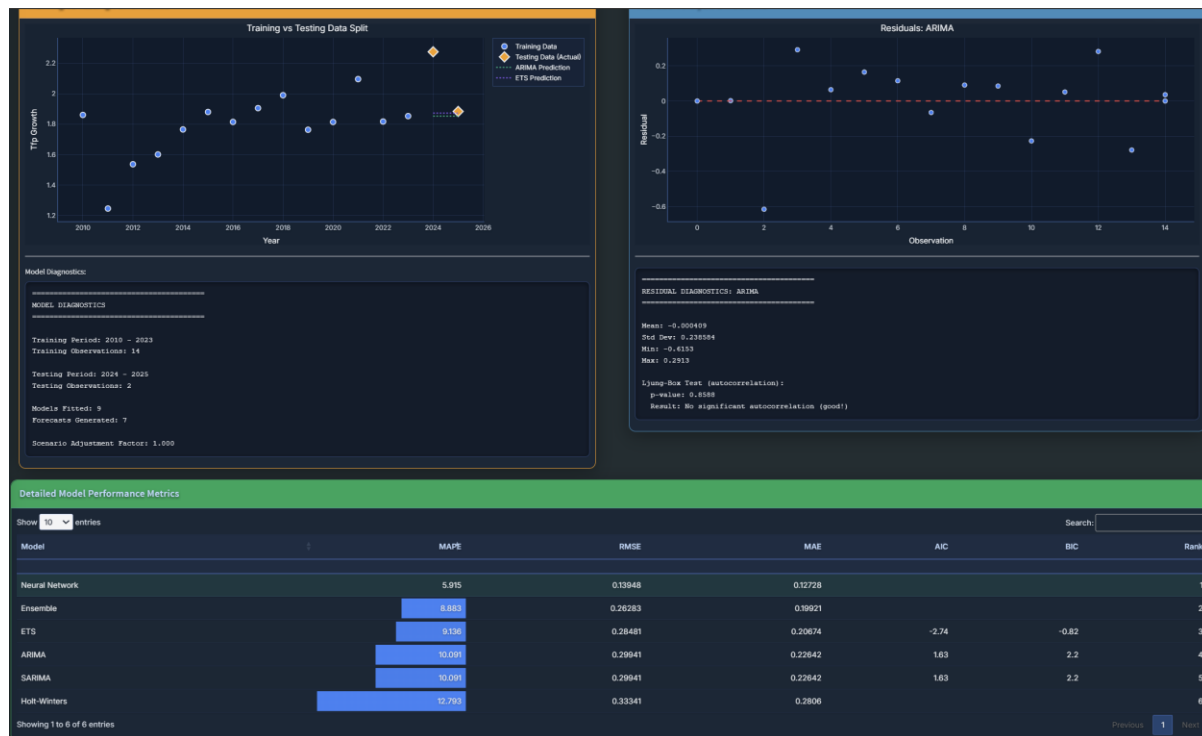 Training vs Testing Data Split
Training Data
Testing Data (Actual)
ARIMA Prediction
ETS Prediction
2.2
2
1.8
1.6
1.4
1.2
Tfp Growth
2010 2012 2014 2016 2018 2020 2022 2024 2026
Year
Model Diagnostics:
========================================
MODEL DIAGNOSTICS
========================================
Training Period: 2010 - 2023
Training Observations: 14
Testing Period: 2024 - 2025
Testing Observations: 2
Models Fitted: 9
Forecasts Generated: 7
Scenario Adjustment Factor: 1.000
Residuals: ARIMA
0.2
0
−0.2
−0.4
−0.6
Residual
0 2 4 6 8 10 12 14
Observation
========================================
RESIDUAL DIAGNOSTICS: ARIMA
========================================
Mean: -0.000409
Std Dev: 0.238584
Min: -0.6153
Max: 0.2913
Ljung-Box Test (autocorrelation):
p-value: 0.8588
Result: No significant autocorrelation (good!)
Detailed Model Performance Metrics
Show 10 entries
Search:
Model MAPE RMSE MAE AIC BIC Rank
Neural Network 5.915 0.13948 0.12728 1
Ensemble 8.883 0.26283 0.19921 2
ETS 9.136 0.28481 0.20674 -2.74 -0.82 3
ARIMA 10.091 0.29941 0.22642 1.63 2.2 4
SARIMA 10.091 0.29941 0.22642 1.63 2.2 5
Holt-Winters 12.793 0.33341 0.2806 6
Showing 1 to 6 of 6 entries
Previous 1 Next